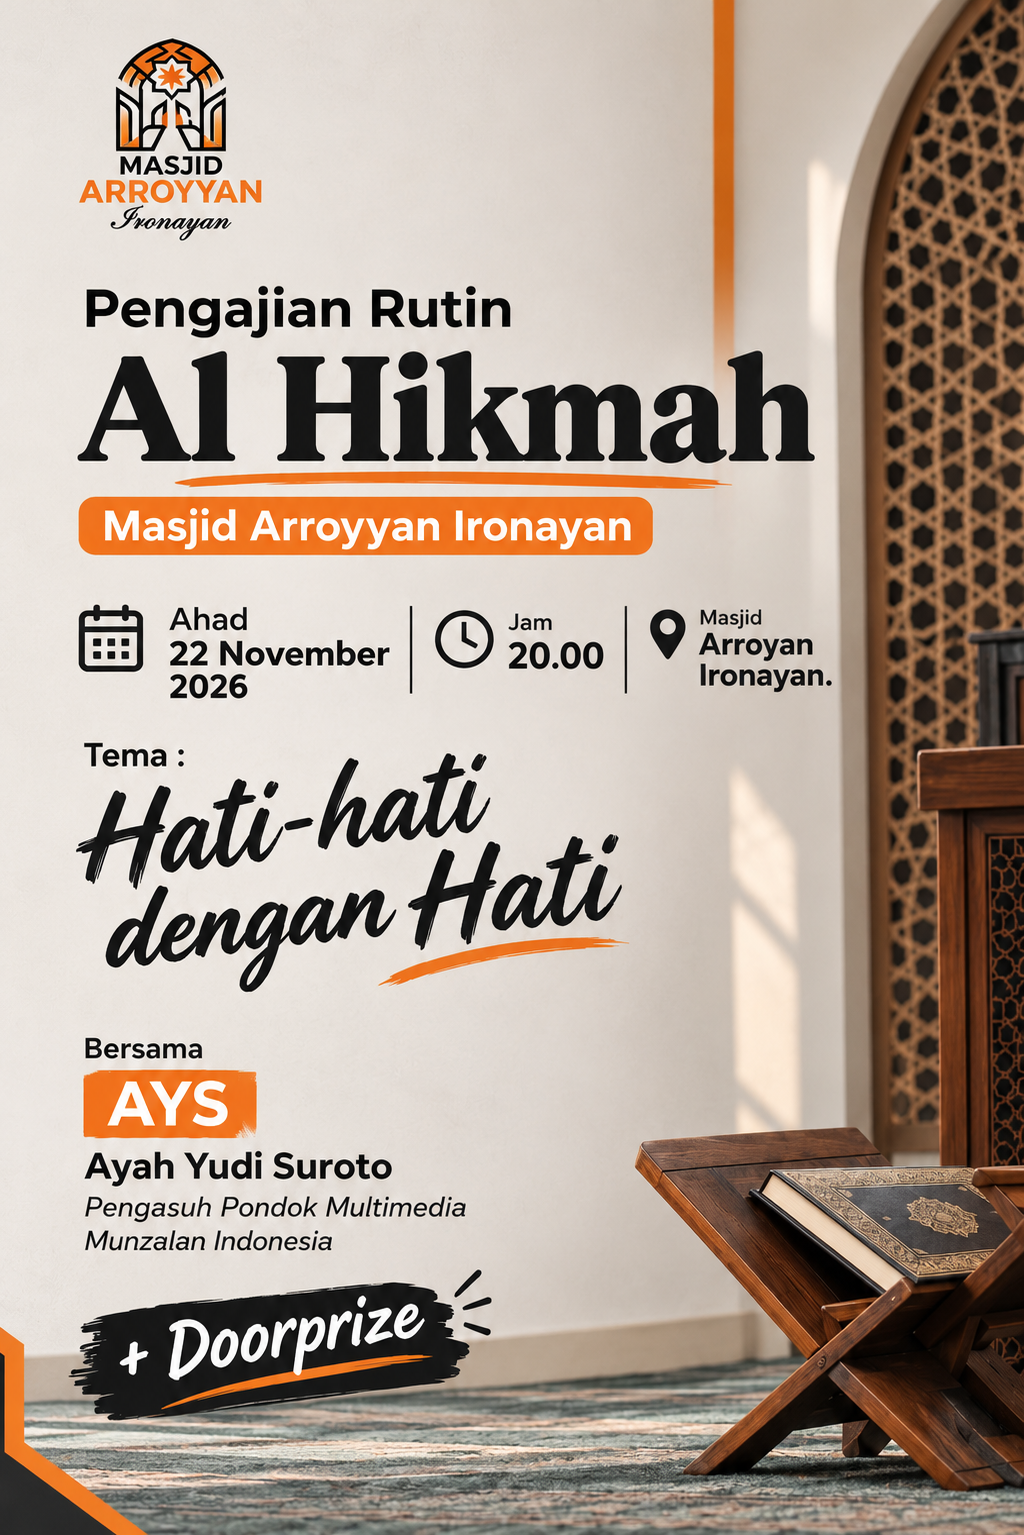 MASJID
ARROYYAN
Ironayan
Pengajian Rutin
Al Hikmah
Masjid Arroyyan Ironayan
Ahad
22 November
2026
Jam
20.00
Masjid
Arroyan
Ironayan.
Tema :
Hati-hati
dengan Hati
Bersama
AYS
Ayah Yudi Suroto
Pengasuh Pondok Multimedia
Munzalan Indonesia
+ Doorprize